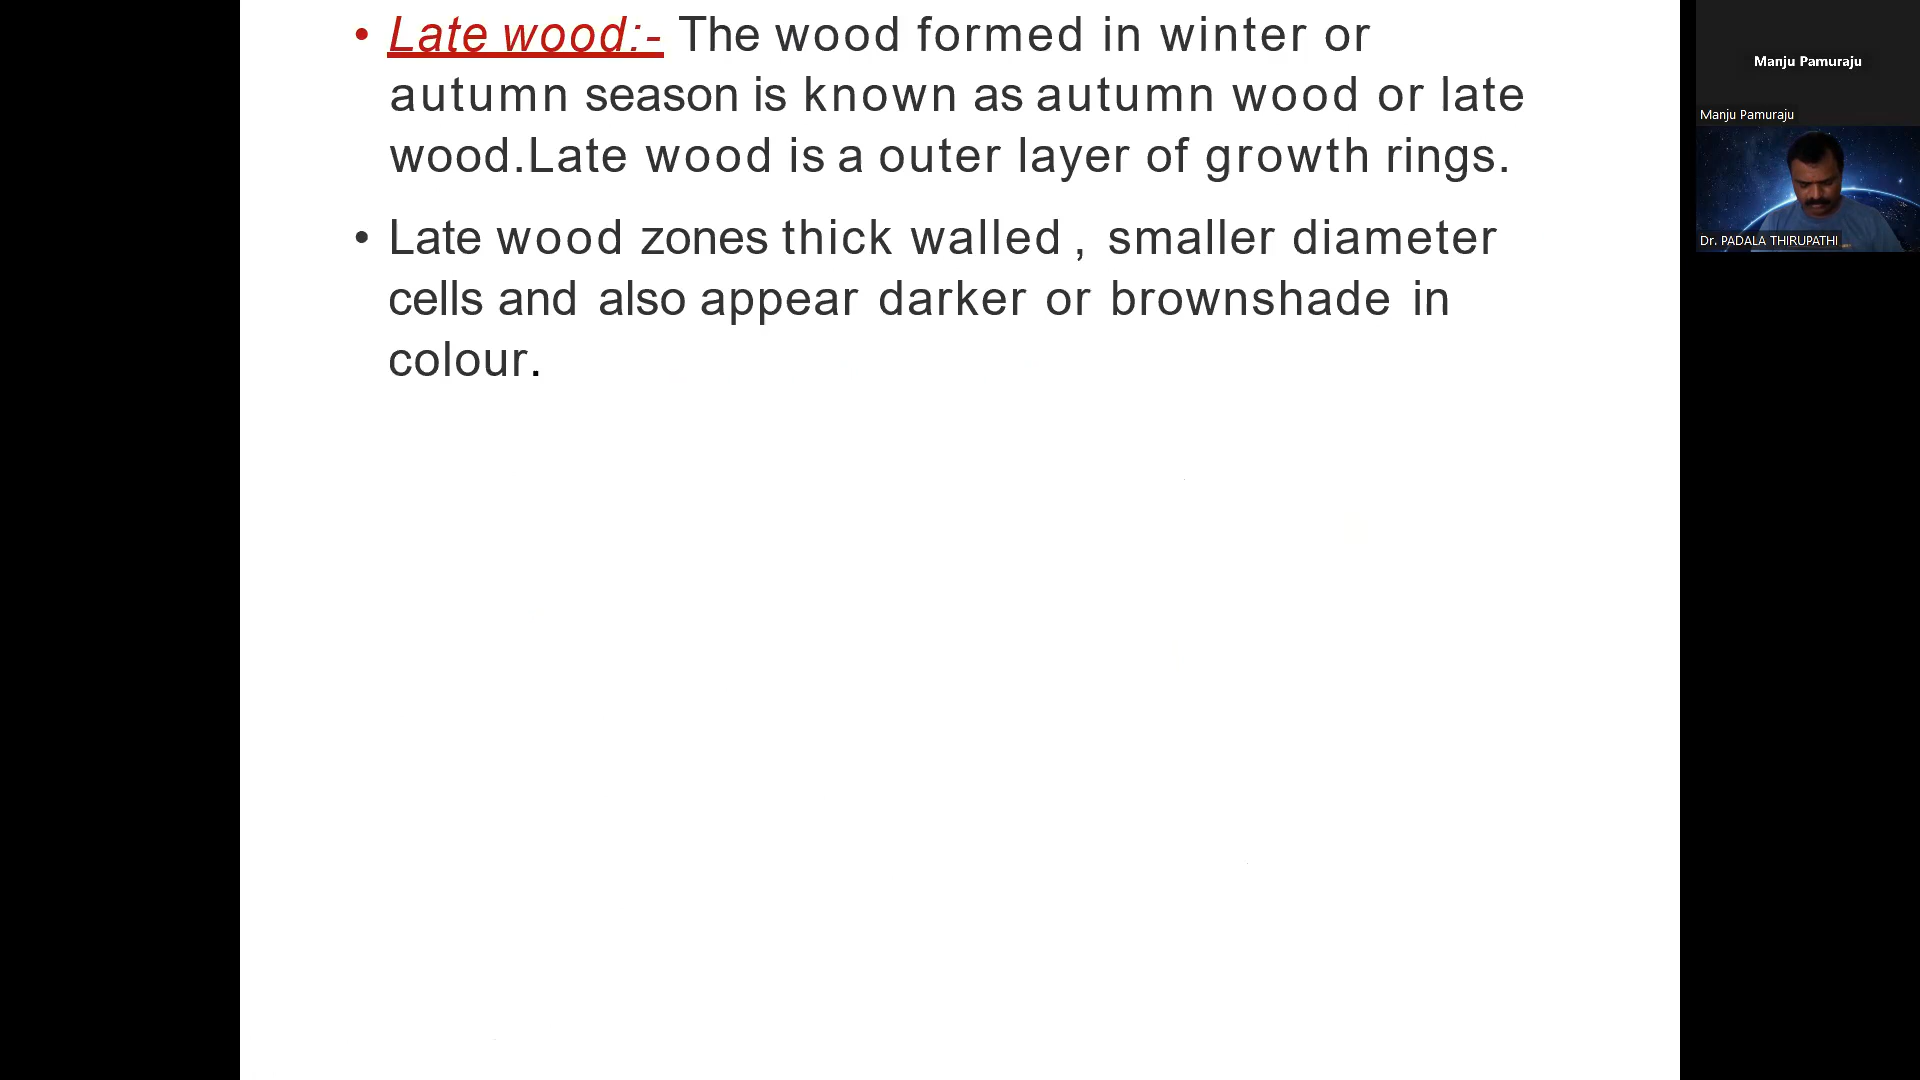 • Late wood:- The wood formed in winter or
autumn season is known as autumn wood or late
wood.Late wood is a outer layer of growth rings.
• Late wood zones thick walled , smaller diameter
cells and also appear darker or brownshade in
colour.
Manju Pamuraju
Manju Pamuraju
Dr. PADALA THIRUPATHI